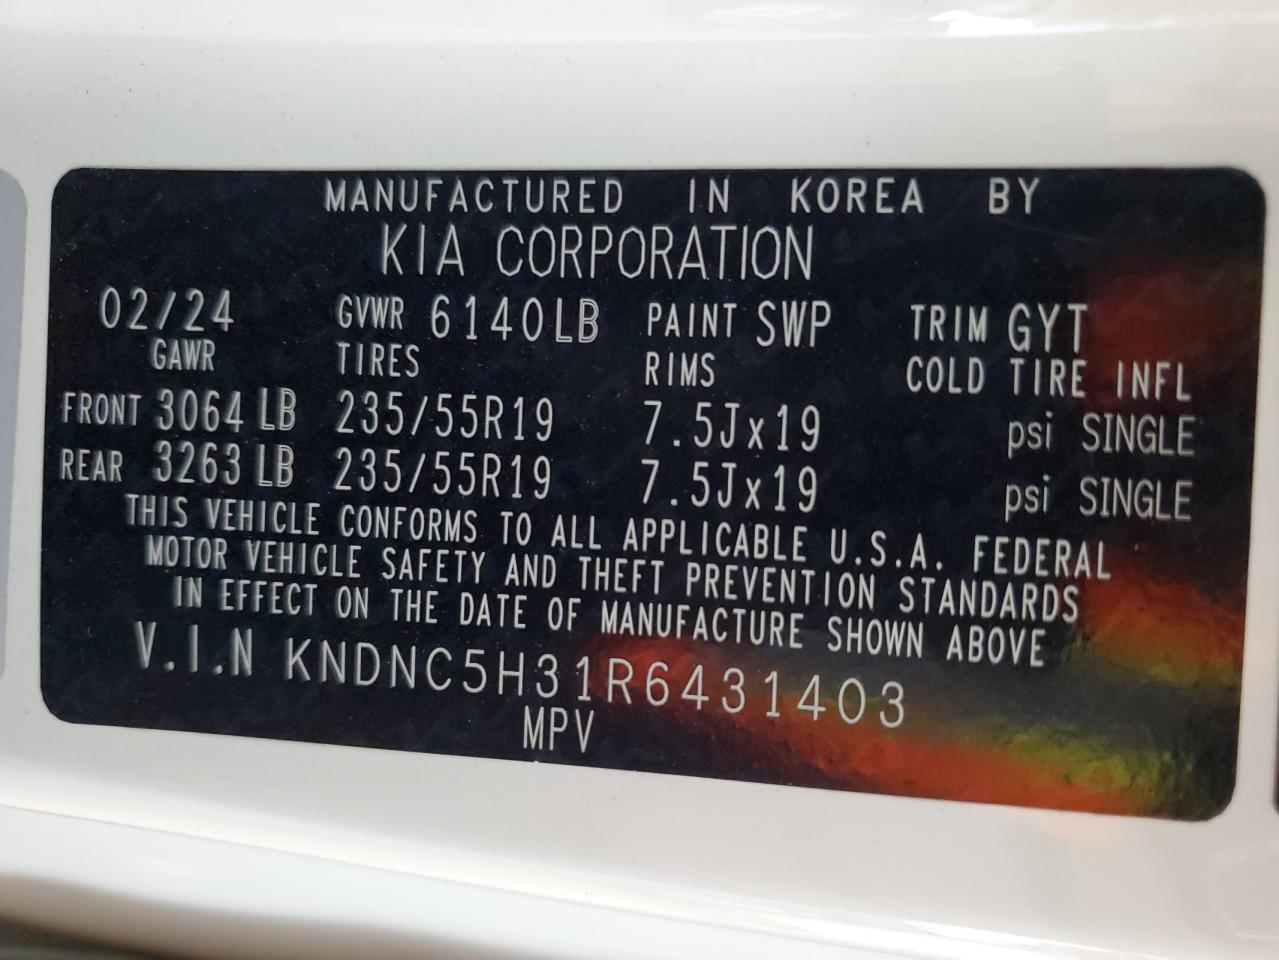 MANUFACTURED IN KOREA BY
KIA CORPORATION
02/24 GVWR 6140LB PAINT SWP TRIM GYT
GAWR TIRES RIMS COLD TIRE INFL
FRONT 3064 LB 235/55R19 7.5Jx19 psi SINGLE
REAR 3263 LB 235/55R19 7.5Jx19 psi SINGLE
THIS VEHICLE CONFORMS TO ALL APPLICABLE U.S.A. FEDERAL
MOTOR VEHICLE SAFETY AND THEFT PREVENTION STANDARDS
IN EFFECT ON THE DATE OF MANUFACTURE SHOWN ABOVE
V.I.N KNDNC5H31R6431403
MPV